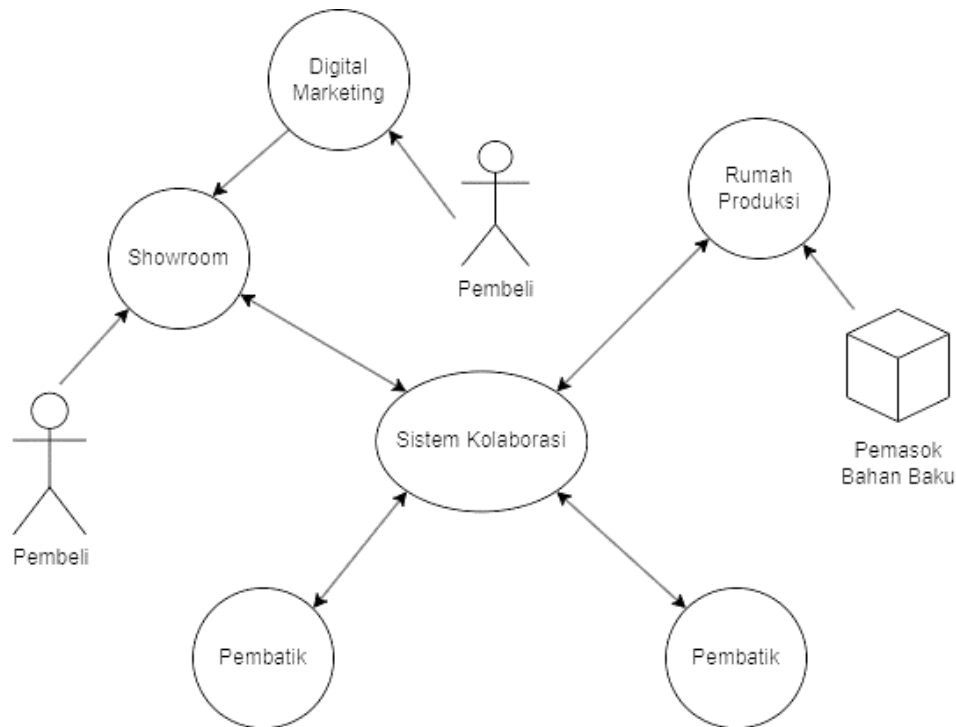 Digital
Marketing
Rumah
Produksi
Showroom
Pembeli
Sistem Kolaborasi
Pemasok
Bahan Baku
Pembeli
Pembatik
Pembatik